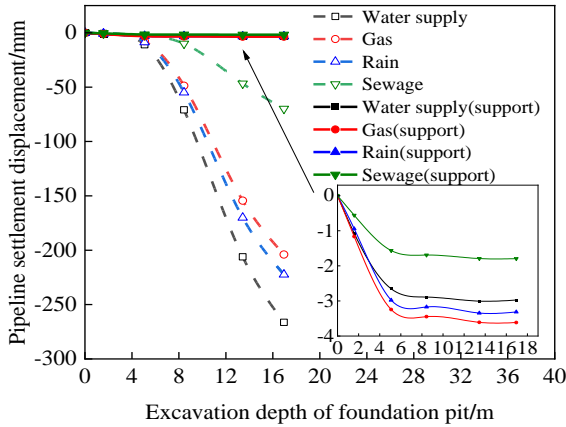 0
-50
-100
-150
-200
-250
-300
0
4
8
12
16
20
24
28
32
36
40
Pipeline settlement displacement/mm
Excavation depth of foundation pit/m
Water supply
Gas
Rain
Sewage
Water supply(support)
Gas(support)
Rain(support)
Sewage(support)
0
-1
-2
-3
-4
0 2 4 6 8 10 12 14 16 18